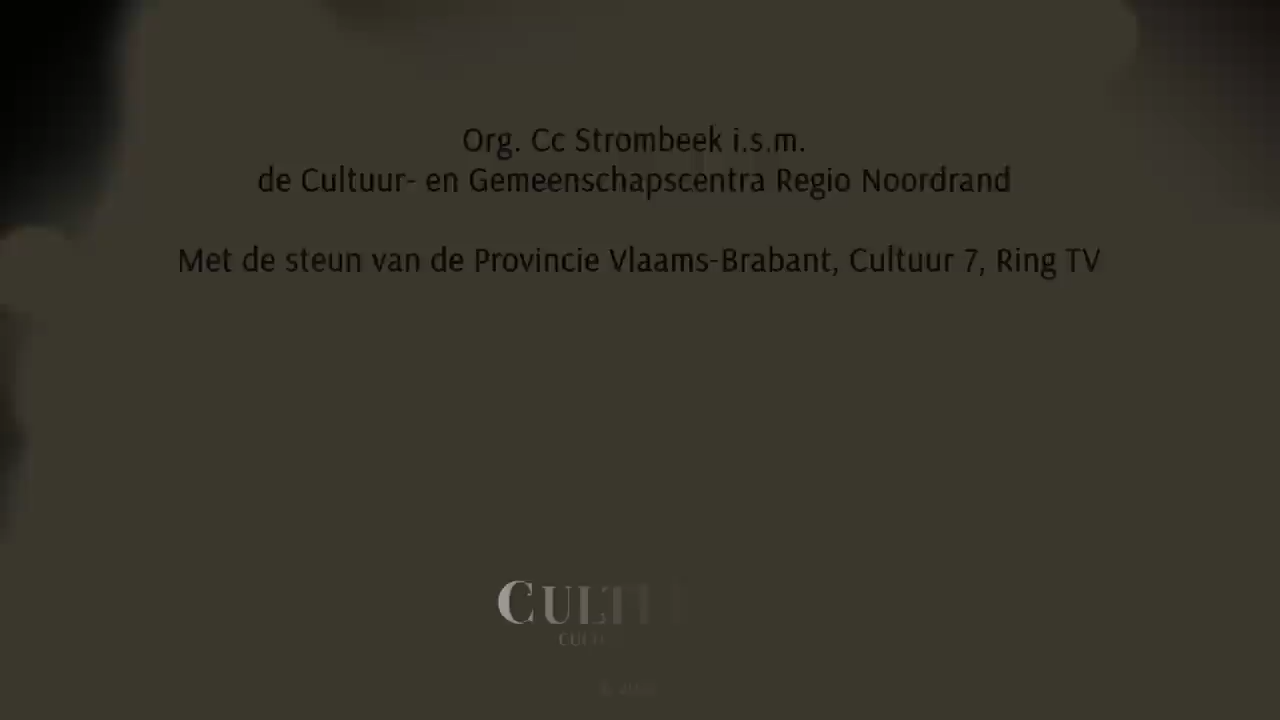 Org. Cc Strombeek i.s.m.
de Cultuur- en Gemeenschapscentra Regio Noordrand
Met de steun van de Provincie Vlaams-Brabant, Cultuur 7, Ring TV